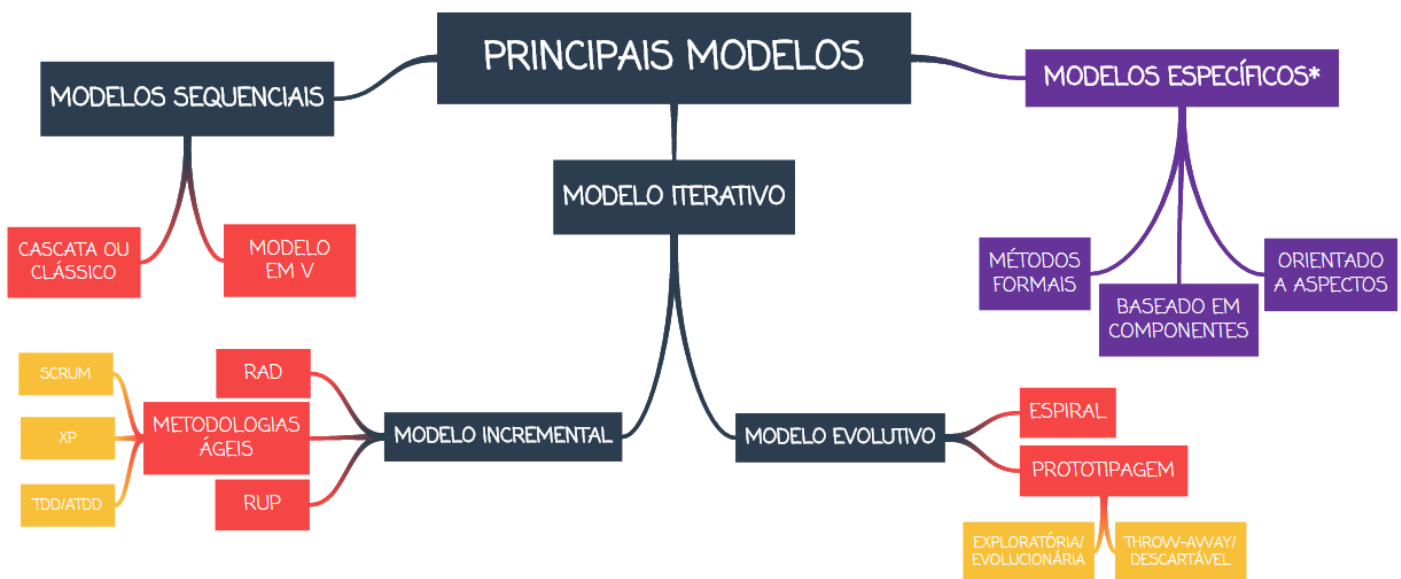 PRINCIPAIS MODELOS
MODELOS SEQUENCIAIS
MODELOS ESPECÍFICOS*
MODELO ITERATIVO
CASCATA OU
CLÁSSICO
MODELO
EM V
MÉTODOS
FORMAIS
BASEADO EM
COMPONENTES
ORIENTADO
A ASPECTOS
SCRUM
XP
TDD/ATDD
METODOLOGIAS
ÁGEIS
RAD
RUP
MODELO INCREMENTAL
MODELO EVOLUTIVO
ESPIRAL
PROTOTIPAGEM
EXPLORATÓRIA/
EVOLUCIONÁRIA
THROW-AWAY/
DESCARTÁVEL